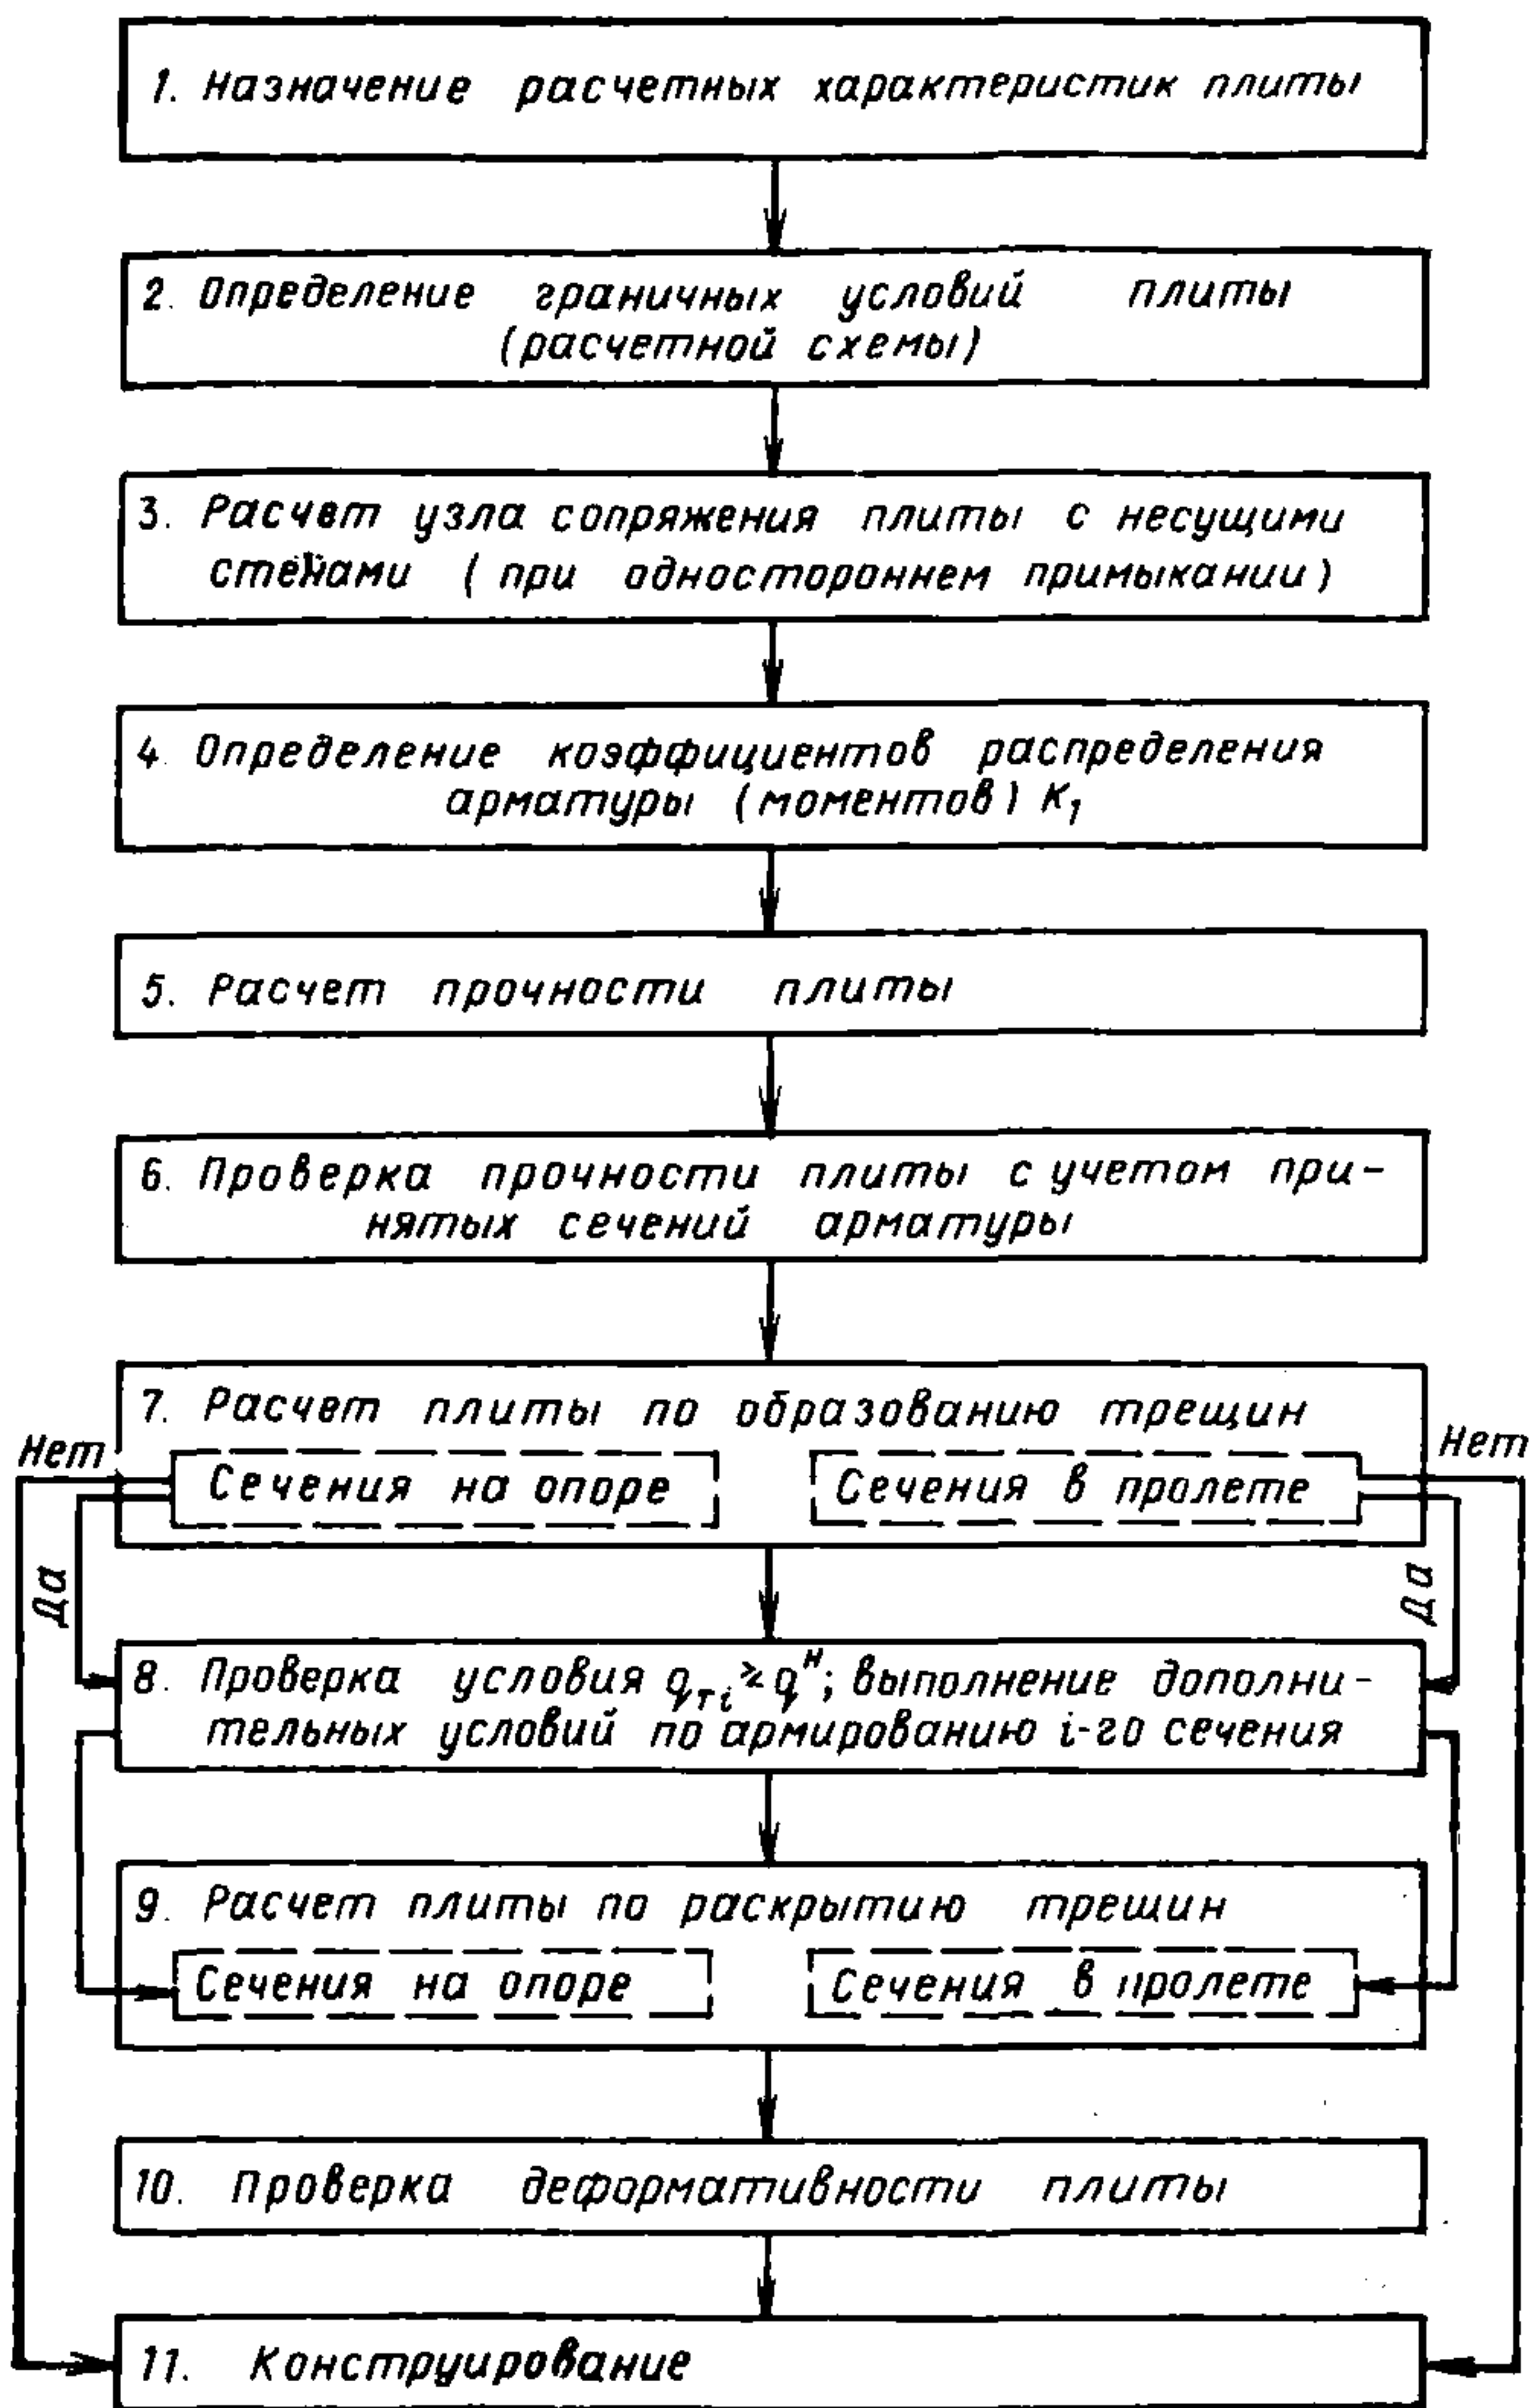 1. Назначение расчетных характеристик плиты
2. Определение граничных условий плиты
(расчетной схемы)
3. Расчет узла сопряжения плиты с несущими
стенами (при одностороннем примыкании)
4. Определение коэффициентов распределения
арматуры (моментов) K₁
5. Расчет прочности плиты
6. Проверка прочности плиты с учетом при-
нятых сечений арматуры
7. Расчет плиты по образованию трещин
Нет
Сечения на опоре
Сечения в пролете
Нет
Да
Да
8. Проверка условия q_тi ≥ qᴴ; выполнение дополни-
тельных условий по армированию i-го сечения
9. Расчет плиты по раскрытию трещин
Сечения на опоре
Сечения в пролете
10. Проверка деформативности плиты
11. Конструирование